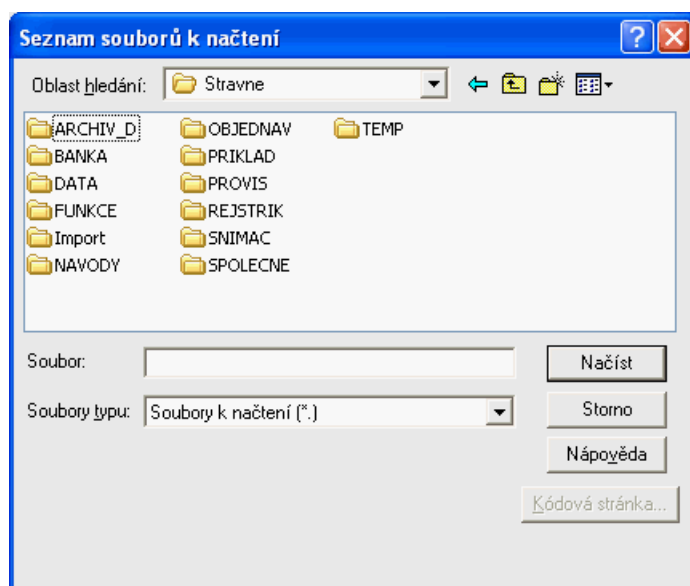 Seznam souborů k načtení
Oblast hledání: Stravne
ARCHIV_D OBJEDNAV TEMP
BANKA PRIKLAD
DATA PROVIS
FUNKCE REJSTRIK
Import SNIMAC
NAVODY SPOLECNE
Soubor: Načíst
Soubory typu: Soubory k načtení (*.) Storno
Nápověda
Kódová stránka...